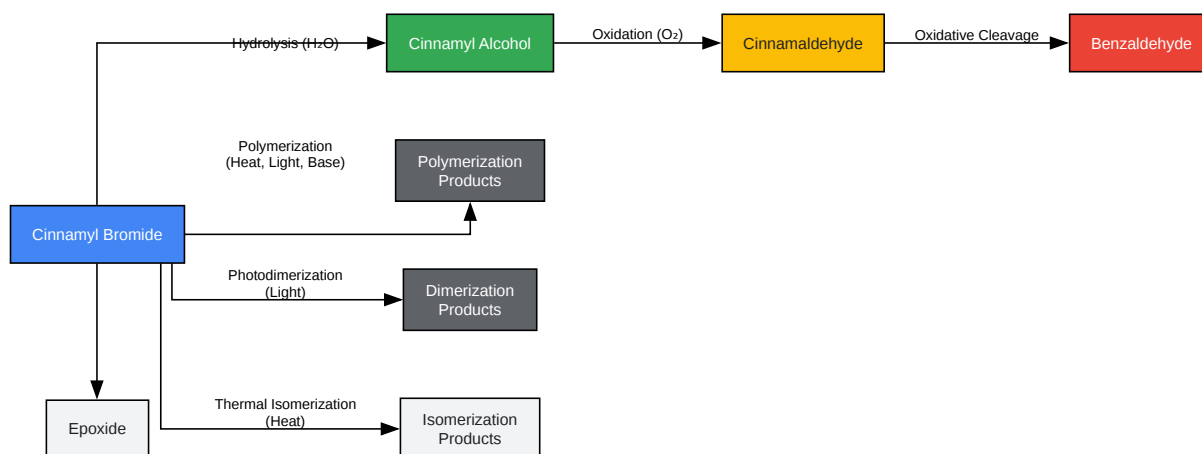 Hydrolysis (H₂O)
Cinnamyl Alcohol
Oxidation (O₂)
Cinnamaldehyde
Oxidative Cleavage
Benzaldehyde
Polymerization
(Heat, Light, Base)
Polymerization
Products
Cinnamyl Bromide
Photodimerization
(Light)
Dimerization
Products
Thermal Isomerization
(Heat)
Isomerization
Products
Epoxide